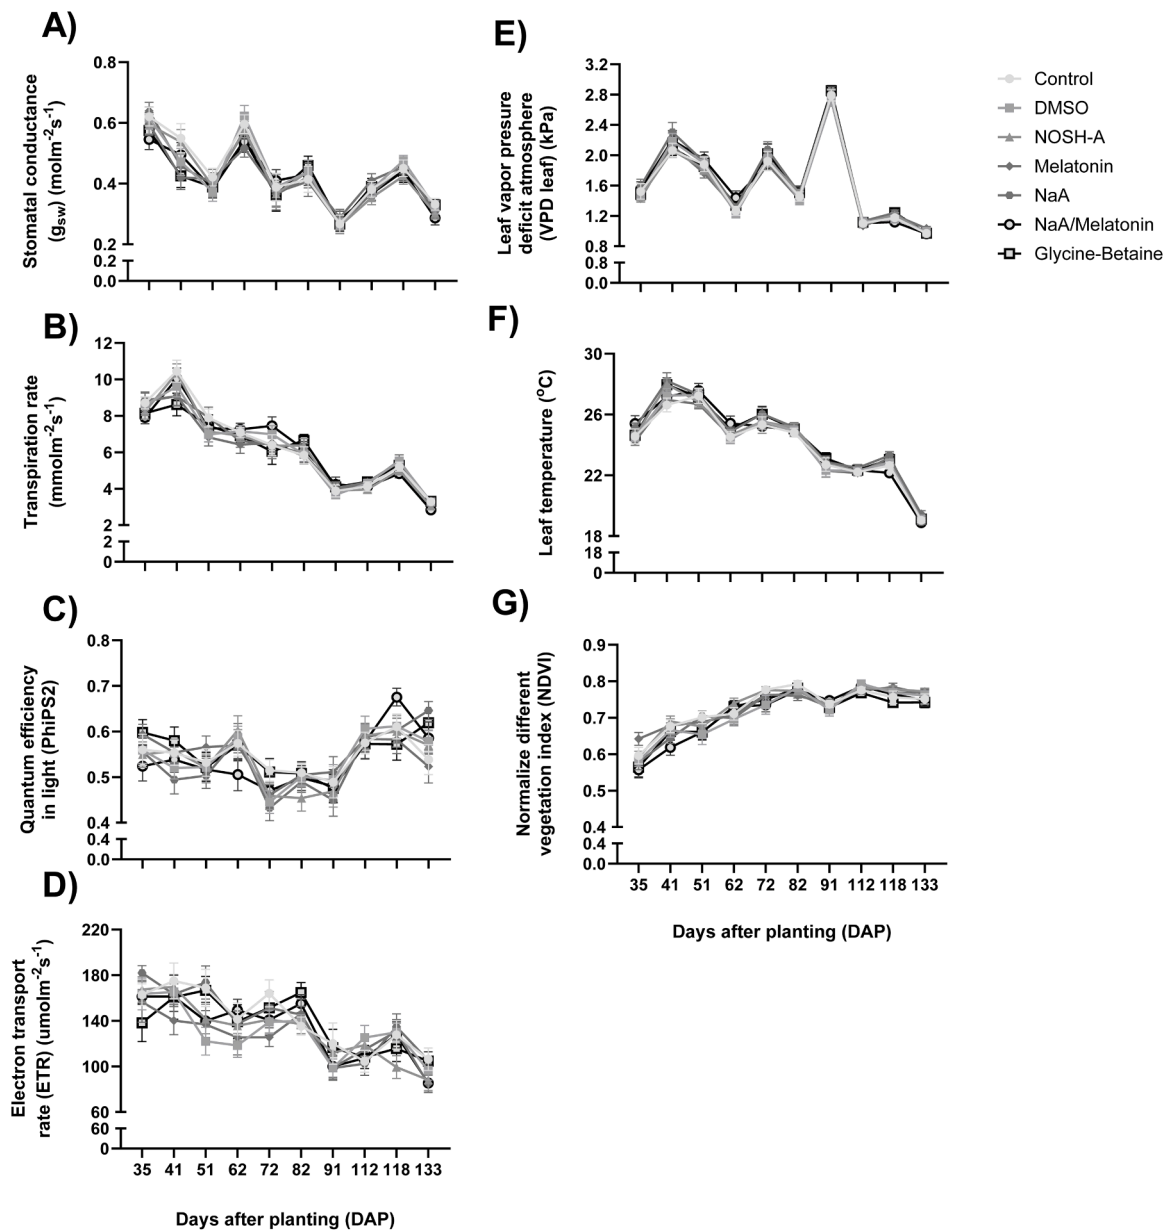 A)
Stomatal conductance
(gsw) (molm-2s-1)
0.8
0.6
0.4
0.2
0.2
0.0
B)
Transpiration rate
(mmolm-2s-1)
12
10
8
6
4
2
2
0
C)
Quantum efficiency
in light (PhiPS2)
0.8
0.7
0.6
0.5
0.4
0.4
0.0
D)
Electron transport
rate (ETR) (umolm-2s-1)
220
180
140
100
60
60
0
35 41 51 62 72 82 91 112 118 133
Days after planting (DAP)
E)
Leaf vapor presure
deficit atmosphere
(VPD leaf) (kPa)
3.2
2.8
2.4
2.0
1.6
1.2
0.8
0.8
0.0
F)
Leaf temperature (oC)
30
26
22
18
18
0
G)
Normalize different
vegetation index (NDVI)
0.9
0.8
0.7
0.6
0.5
0.4
0.4
0.0
35 41 51 62 72 82 91 112 118 133
Days after planting (DAP)
Control
DMSO
NOSH-A
Melatonin
NaA
NaA/Melatonin
Glycine-Betaine